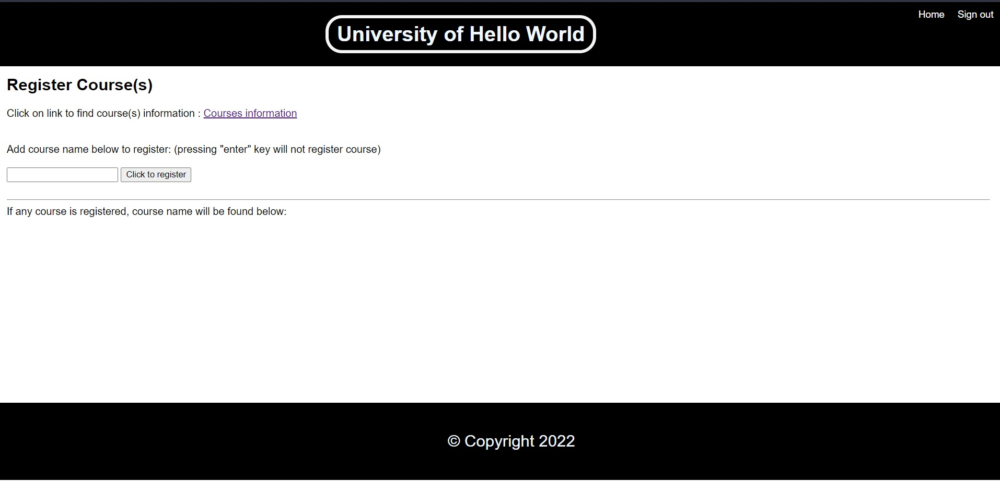 Home Sign out
University of Hello World
Register Course(s)
Click on link to find course(s) information : Courses information
Add course name below to register: (pressing "enter" key will not register course)
Click to register
If any course is registered, course name will be found below:
© Copyright 2022